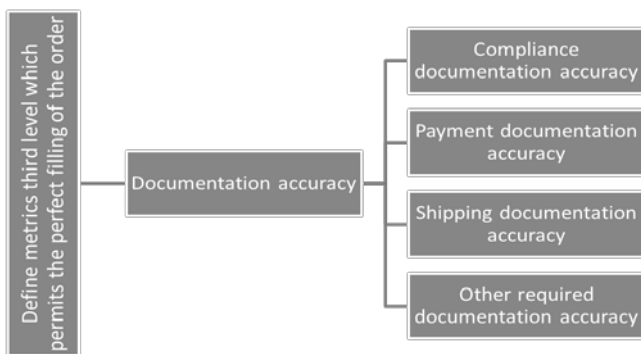 Define metrics third level which
permits the perfect filling of the order
Documentation accuracy
Compliance
documentation accuracy
Payment documentation
accuracy
Shipping documentation
accuracy
Other required
documentation accuracy